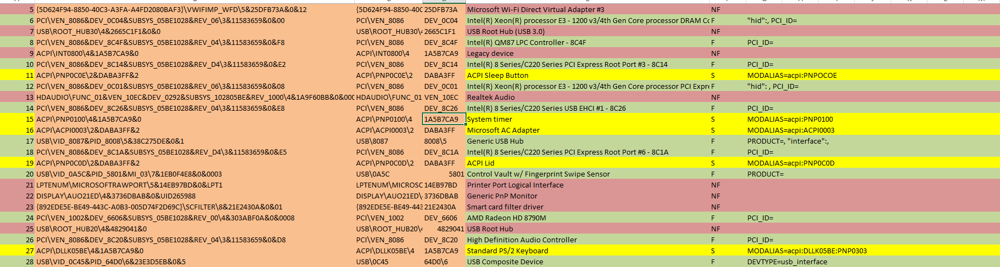 5 {5D624F94-8850-40C3-A3FA-A4FD2080BAF3}\VWIFIMP_WFD\5&25DFB73A&0&12 {5D624F94-8850-40C 25DFB73A Microsoft Wi-Fi Direct Virtual Adapter #3 NF
6 PCI\VEN_8086&DEV_0C04&SUBSYS_05BE1028&REV_06\3&11583659&0&00 PCI\VEN_8086 DEV_0C04 Intel(R) Xeon(R) processor E3 - 1200 v3/4th Gen Core processor DRAM Cc F "hid":, PCI_ID=
7 USB\ROOT_HUB30\4&2665C1F1&0&0 USB\ROOT_HUB30\4 2665C1F1 USB Root Hub (USB 3.0) NF
8 PCI\VEN_8086&DEV_8C4F&SUBSYS_05BE1028&REV_04\3&11583659&0&F8 PCI\VEN_8086 DEV_8C4F Intel(R) QM87 LPC Controller - 8C4F F PCI_ID=
9 ACPI\INT0800\4&1A5B7CA9&0 ACPI\INT0800\4 1A5B7CA9 Legacy device NF
10 PCI\VEN_8086&DEV_8C14&SUBSYS_05BE1028&REV_D4\3&11583659&0&E2 PCI\VEN_8086 DEV_8C14 Intel(R) 8 Series/C220 Series PCI Express Root Port #3 - 8C14 F PCI_ID=
11 ACPI\PNP0C0E\2&DABA3FF&2 ACPI\PNP0C0E\2 DABA3FF ACPI Sleep Button S MODALIAS=acpi:PNPOCOE
12 PCI\VEN_8086&DEV_0C01&SUBSYS_05BE1028&REV_06\3&11583659&0&08 PCI\VEN_8086 DEV_0C01 Intel(R) Xeon(R) processor E3 - 1200 v3/4th Gen Core processor PCI Expre F "hid": , PCI_ID=
13 HDAUDIO\FUNC_01&VEN_10EC&DEV_0292&SUBSYS_102805BE&REV_1000\4&1A9F60BB&0&000 HDAUDIO\FUNC_01 VEN_10EC Realtek Audio NF
14 PCI\VEN_8086&DEV_8C26&SUBSYS_05BE1028&REV_04\3&11583659&0&E8 PCI\VEN_8086 DEV_8C26 Intel(R) 8 Series/C220 Series USB EHCI #1 - 8C26 F PCI_ID=
15 ACPI\PNP0100\4&1A5B7CA9&0 ACPI\PNP0100\4 1A5B7CA9 System timer S MODALIAS=acpi:PNP0100
16 ACPI\ACPI0003\2&DABA3FF&2 ACPI\ACPI0003\2 DABA3FF Microsoft AC Adapter S MODALIAS=acpi:ACPI0003
17 USB\VID_8087&PID_8008\5&38C275DE&0&1 USB\8087 8008\5 Generic USB Hub F PRODUCT=, "interface":,
18 PCI\VEN_8086&DEV_8C1A&SUBSYS_05BE1028&REV_D4\3&11583659&0&E5 PCI\VEN_8086 DEV_8C1A Intel(R) 8 Series/C220 Series PCI Express Root Port #6 - 8C1A F PCI_ID=
19 ACPI\PNP0C0D\2&DABA3FF&2 ACPI\PNP0C0D\2 DABA3FF ACPI Lid S MODALIAS=acpi:PNP0C0D
20 USB\VID_0A5C&PID_5801&MI_03\7&1EB0F4E8&0&0003 USB\0A5C 5801 Control Vault w/ Fingerprint Swipe Sensor F PRODUCT=
21 LPTENUM\MICROSOFTRAWPORT\5&14EB97BD&0&LPT1 LPTENUM\MICROSC 14EB97BD Printer Port Logical Interface NF
22 DISPLAY\AUO21ED\4&3736DBAB&0&UID265988 DISPLAY\AUO21ED\ 3736DBAB Generic PnP Monitor NF
23 {892EDE5E-BE49-443C-A0B3-005D74F2D69C}\SCFILTER\8&21E2430A&0&01 {892EDE5E-BE49-443 21E2430A Smart card filter driver NF
24 PCI\VEN_1002&DEV_6606&SUBSYS_05BE1028&REV_00\4&303ABF0A&0&0008 PCI\VEN_1002 DEV_6606 AMD Radeon HD 8790M F PCI_ID=
25 USB\ROOT_HUB20\4&4829041&0 USB\ROOT_HUB20\4 4829041 USB Root Hub NF
26 PCI\VEN_8086&DEV_8C20&SUBSYS_05BE1028&REV_04\3&11583659&0&D8 PCI\VEN_8086 DEV_8C20 High Definition Audio Controller F PCI_ID=
27 ACPI\DLLK05BE\4&1A5B7CA9&0 ACPI\DLLK05BE\4 1A5B7CA9 Standard PS/2 Keyboard S MODALIAS=acpi:DLLK05BE:PNP0303
28 USB\VID_0C45&PID_64D0\6&23E3D5EB&0&5 USB\0C45 64D0\6 USB Composite Device F DEVTYPE=usb_interface